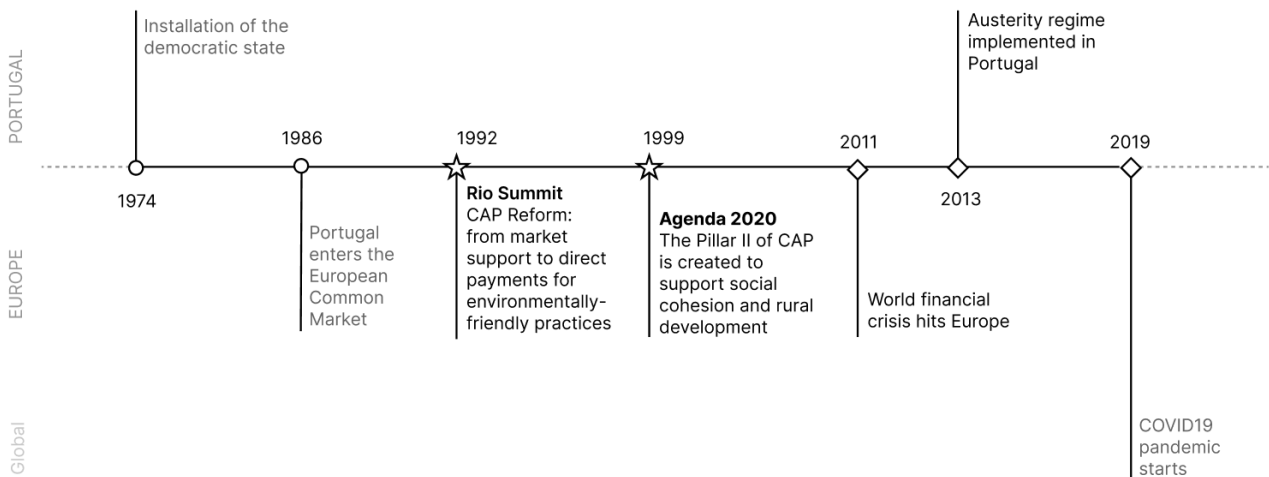 PORTUGAL
Installation of the
democratic state
Austerity regime
implemented in
Portugal
1986
1992
1999
2011
2019
1974
2013
EUROPE
Portugal
enters the
European
Common
Market
Rio Summit
CAP Reform:
from market
support to direct
payments for
environmentally-
friendly practices
Agenda 2020
The Pillar II of CAP
is created to
support social
cohesion and rural
development
World financial
crisis hits Europe
Global
COVID19
pandemic
starts